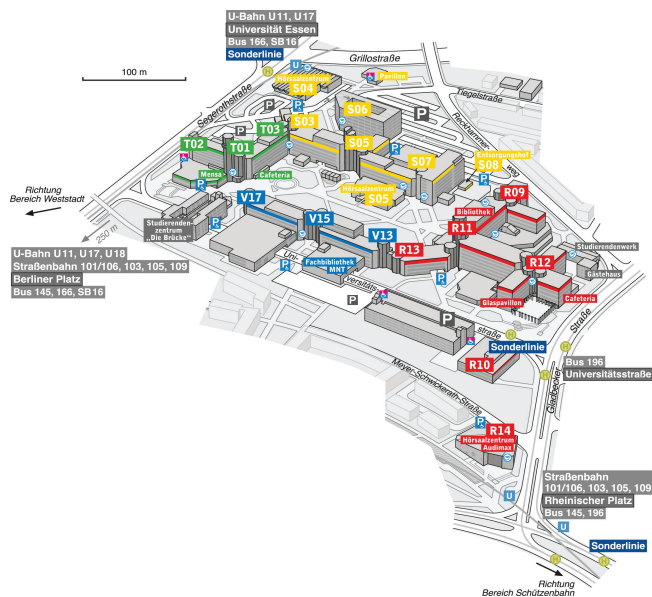 U-Bahn U11, U17
Universität Essen
Bus 166, SB16
Sonderlinie
H
U
100 m
Grillostraße
Segerothstraße
Pavillon
Tiegelstraße
Hörsaalzentrum
S04
P
S06
P
Reckhammerweg
P
S03
T03
P
T02
T01
S05
P
S07
Entsorgungshof
S08
P
Mensa
Cafeteria
P
Hörsaalzentrum
S05
R09
Richtung
Bereich Weststadt
250 m
V17
Bibliothek
R11
Studierenden-
zentrum
„Die Brücke“
P
V15
V13
R13
Studierendenwerk
Gästehaus
U-Bahn U11, U17, U18
Straßenbahn 101/106, 103, 105, 109
Berliner Platz
Bus 145, 166, SB16
Uni-
versitäts-
straße
P
Fachbibliothek
MNT
P
R12
Glaspavillon
Cafeteria
P
P
H
Sonderlinie
Gladbecker
Straße
H
H
Bus 196
Universitätsstraße
R10
Meyer-Schwickerath-Straße
P
R14
Hörsaalzentrum
Audimax
Straßenbahn
101/106, 103, 105, 109
Rheinischer Platz
Bus 145, 196
U
U
Sonderlinie
H
H
Richtung
Bereich Schützenbahn